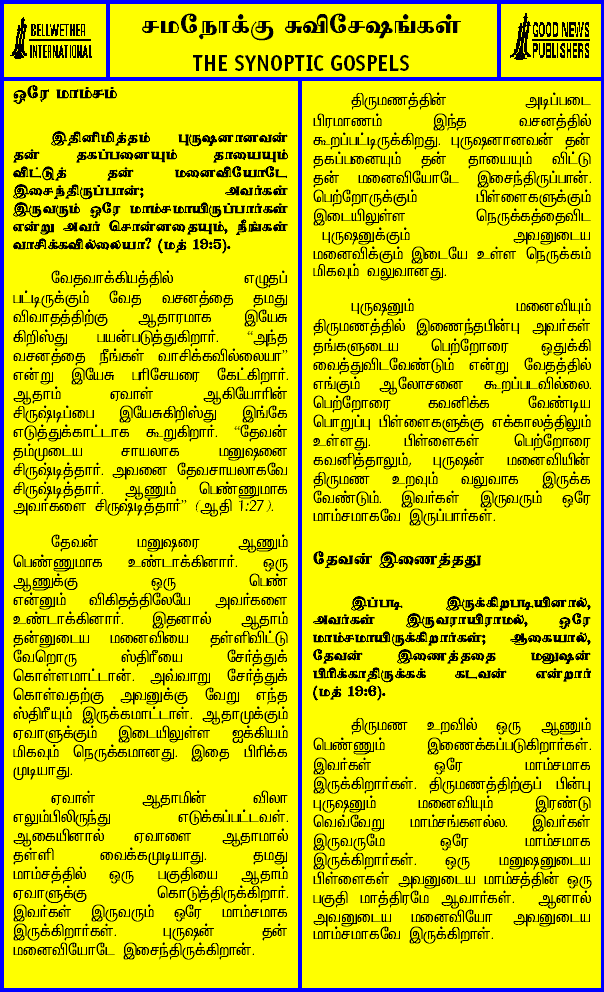 BELLWETHER
INTERNATIONAL
சமநோக்கு சுவிசேஷங்கள்
THE SYNOPTIC GOSPELS
GOOD NEWS
PUBLISHERS
ஒரே மாம்சம்
இதினிமித்தம் புருஷனானவன்
தன் தகப்பனையும் தாயையும்
விட்டுத் தன் மனைவியோடே
இசைந்திருப்பான்; அவர்கள்
இருவரும் ஒரே மாம்சமாயிருப்பார்கள்
என்று அவர் சொன்னதையும், நீங்கள்
வாசிக்கவில்லையா? (மத் 19:5).
வேதவாக்கியத்தில் எழுதப்
பட்டிருக்கும் வேத வசனத்தை தமது
விவாதத்திற்கு ஆதாரமாக இயேசு
கிறிஸ்து பயன்படுத்துகிறார். “அந்த
வசனத்தை நீங்கள் வாசிக்கவில்லையா”
என்று இயேசு பரிசேயரை கேட்கிறார்.
ஆதாம் ஏவாள் ஆகியோரின்
சிருஷ்டிப்பை இயேசுகிறிஸ்து இங்கே
எடுத்துக்காட்டாக கூறுகிறார். “தேவன்
தம்முடைய சாயலாக மனுஷனை
சிருஷ்டித்தார். அவனை தேவசாயலாகவே
சிருஷ்டித்தார். ஆணும் பெண்ணுமாக
அவர்களை சிருஷ்டித்தார்” (ஆதி 1:27).
தேவன் மனுஷரை ஆணும்
பெண்ணுமாக உண்டாக்கினார். ஒரு
ஆணுக்கு ஒரு பெண்
என்னும் விகிதத்திலேயே அவர்களை
உண்டாக்கினார். இதனால் ஆதாம்
தன்னுடைய மனைவியை தள்ளிவிட்டு
வேறொரு ஸ்திரீயை சேர்த்துக்
கொள்ளமாட்டான். அவ்வாறு சேர்த்துக்
கொள்வதற்கு அவனுக்கு வேறு எந்த
ஸ்திரீயும் இருக்கமாட்டாள். ஆதாமுக்கும்
ஏவாளுக்கும் இடையிலுள்ள ஐக்கியம்
மிகவும் நெருக்கமானது. இதை பிரிக்க
முடியாது.
ஏவாள் ஆதாமின் விலா
எலும்பிலிருந்து எடுக்கப்பட்டவள்.
ஆகையினால் ஏவாளை ஆதாமால்
தள்ளி வைக்கமுடியாது. தமது
மாம்சத்தில் ஒரு பகுதியை ஆதாம்
ஏவாளுக்கு கொடுத்திருக்கிறார்.
இவர்கள் இருவரும் ஒரே மாம்சமாக
இருக்கிறார்கள். புருஷன் தன்
மனைவியோடே இசைந்திருக்கிறான்.
திருமணத்தின் அடிப்படை
பிரமாணம் இந்த வசனத்தில்
கூறப்பட்டிருக்கிறது. புருஷனானவன் தன்
தகப்பனையும் தன் தாயையும் விட்டு
தன் மனைவியோடே இசைந்திருப்பான்.
பெற்றோருக்கும் பிள்ளைகளுக்கும்
இடையிலுள்ள நெருக்கத்தைவிட
புருஷனுக்கும் அவனுடைய
மனைவிக்கும் இடையே உள்ள நெருக்கம்
மிகவும் வலுவானது.
புருஷனும் மனைவியும்
திருமணத்தில் இணைந்தபின்பு அவர்கள்
தங்களுடைய பெற்றோரை ஒதுக்கி
வைத்துவிடவேண்டும் என்று வேதத்தில்
எங்கும் ஆலோசனை கூறப்படவில்லை.
பெற்றோரை கவனிக்க வேண்டிய
பொறுப்பு பிள்ளைகளுக்கு எக்காலத்திலும்
உள்ளது. பிள்ளைகள் பெற்றோரை
கவனித்தாலும், புருஷன் மனைவியின்
திருமண உறவும் வலுவாக இருக்க
வேண்டும். இவர்கள் இருவரும் ஒரே
மாம்சமாகவே இருப்பார்கள்.
தேவன் இணைத்தது
இப்படி இருக்கிறபடியினால்,
அவர்கள் இருவராயிராமல், ஒரே
மாம்சமாயிருக்கிறார்கள்; ஆகையால்,
தேவன் இணைத்ததை மனுஷன்
பிரிக்காதிருக்கக் கடவன் என்றார்
(மத் 19:6).
திருமண உறவில் ஒரு ஆணும்
பெண்ணும் இணைக்கப்படுகிறார்கள்.
இவர்கள் ஒரே மாம்சமாக
இருக்கிறார்கள். திருமணத்திற்குப் பின்பு
புருஷனும் மனைவியும் இரண்டு
வெவ்வேறு மாம்சங்களல்ல. இவர்கள்
இருவருமே ஒரே மாம்சமாக
இருக்கிறார்கள். ஒரு மனுஷனுடைய
பிள்ளைகள் அவனுடைய மாம்சத்தின் ஒரு
பகுதி மாத்திரமே ஆவார்கள். ஆனால்
அவனுடைய மனைவியோ அவனுடைய
மாம்சமாகவே இருக்கிறாள்.